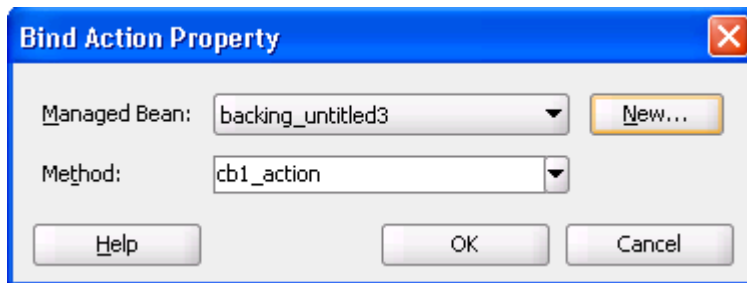 Bind Action Property
Managed Bean: backing_untitled3 New...
Method: cb1_action
Help OK Cancel